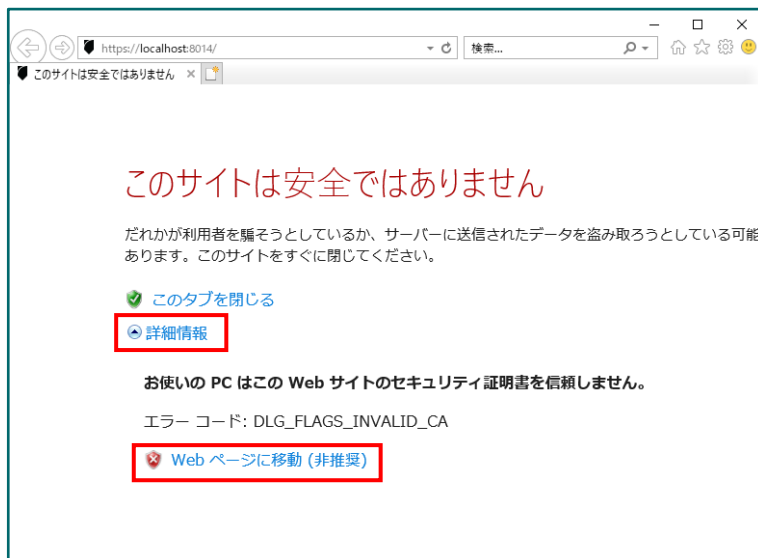 https://localhost:8014/
検索...
このサイトは安全ではありません
このサイトは安全ではありません
だれかが利用者を騙そうとしているか、サーバーに送信されたデータを盗み取ろうとしている可能
あります。このサイトをすぐに閉じてください。
このタブを閉じる
詳細情報
お使いの PC はこの Web サイトのセキュリティ証明書を信頼しません。
エラー コード: DLG_FLAGS_INVALID_CA
Web ページに移動 (非推奨)